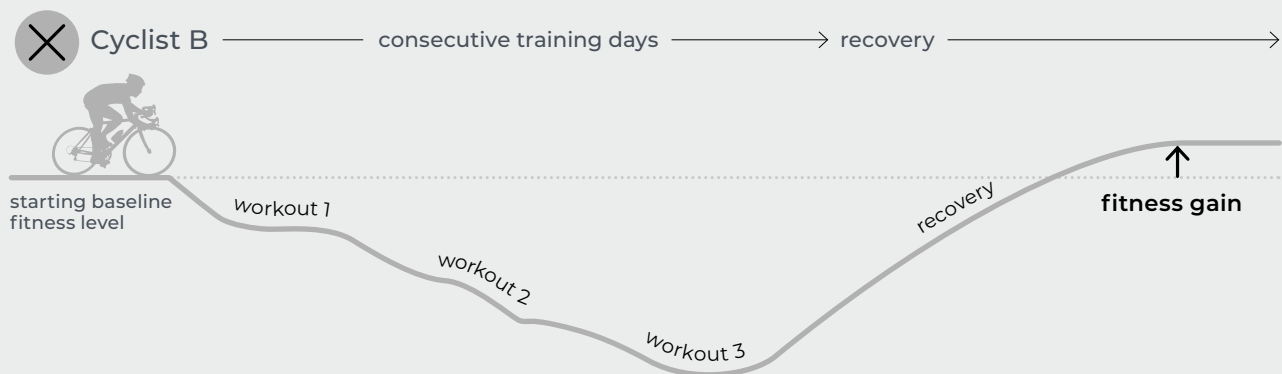 Cyclist B
consecutive training days
recovery
starting baseline
fitness level
workout 1
workout 2
workout 3
recovery
fitness gain